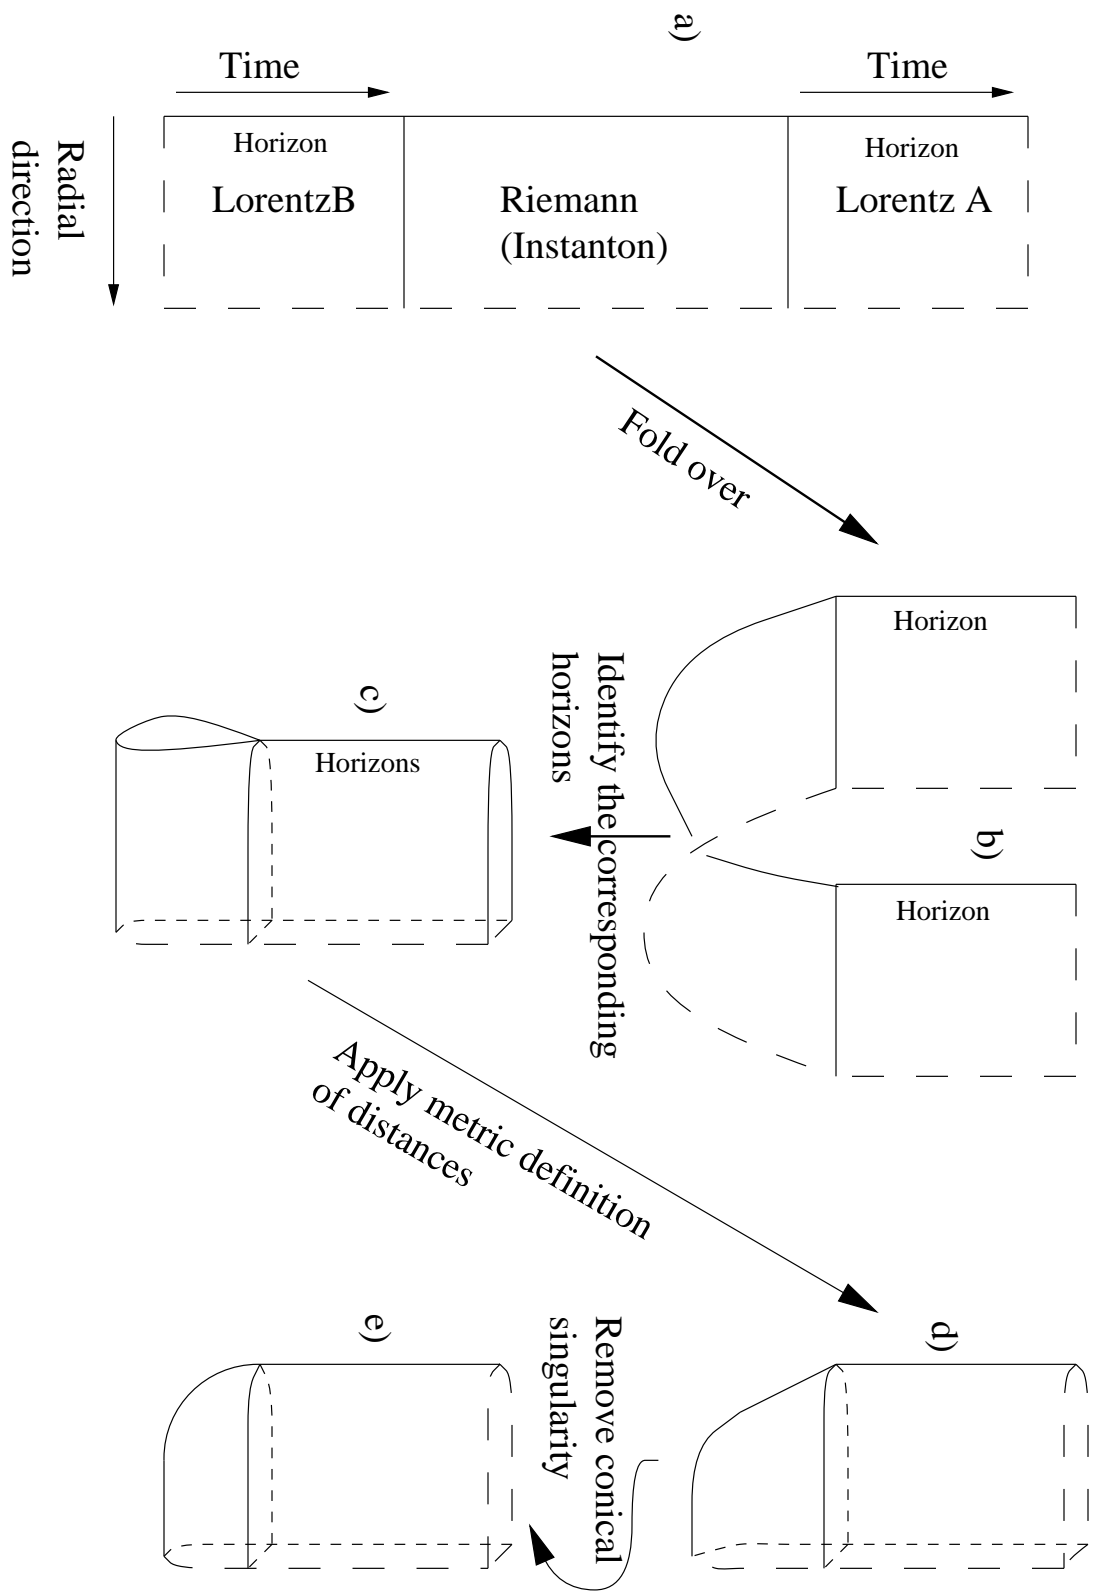 a)
Time
Time
Horizon
LorentzB
Riemann
(Instanton)
Horizon
Lorentz A
Radial
direction
Fold over
b)
Horizon
Horizon
Identify the corresponding
horizons
c)
Horizons
Apply metric definition
of distances
d)
Remove conical
singularity
e)